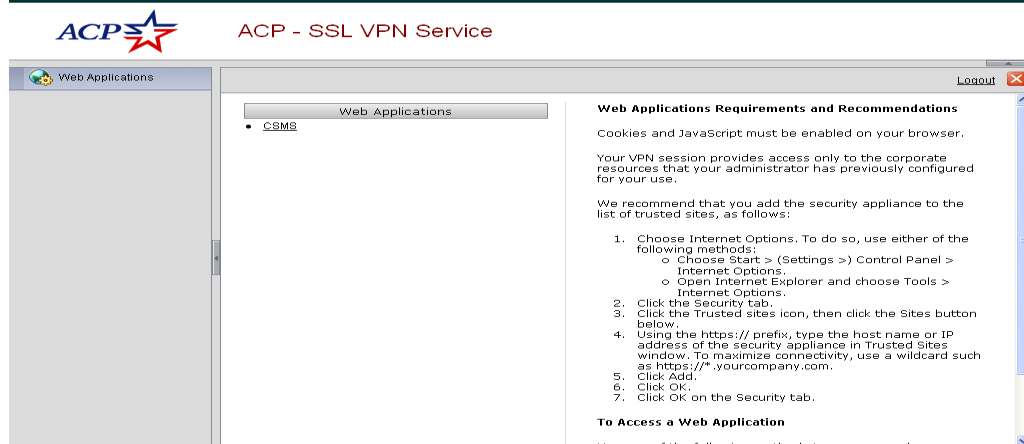 ACP
ACP - SSL VPN Service
Web Applications
Logout
Web Applications
CSMS
Web Applications Requirements and Recommendations
Cookies and JavaScript must be enabled on your browser.
Your VPN session provides access only to the corporate
resources that your administrator has previously configured
for your use.
We recommend that you add the security appliance to the
list of trusted sites, as follows:
1. Choose Internet Options. To do so, use either of the
following methods:
o Choose Start > (Settings >) Control Panel >
Internet Options.
o Open Internet Explorer and choose Tools >
Internet Options.
2. Click the Security tab.
3. Click the Trusted sites icon, then click the Sites button
below.
4. Using the https:// prefix, type the host name or IP
address of the security appliance in Trusted Sites
window. To maximize connectivity, use a wildcard such
as https://*.yourcompany.com.
5. Click Add.
6. Click OK.
7. Click OK on the Security tab.
To Access a Web Application